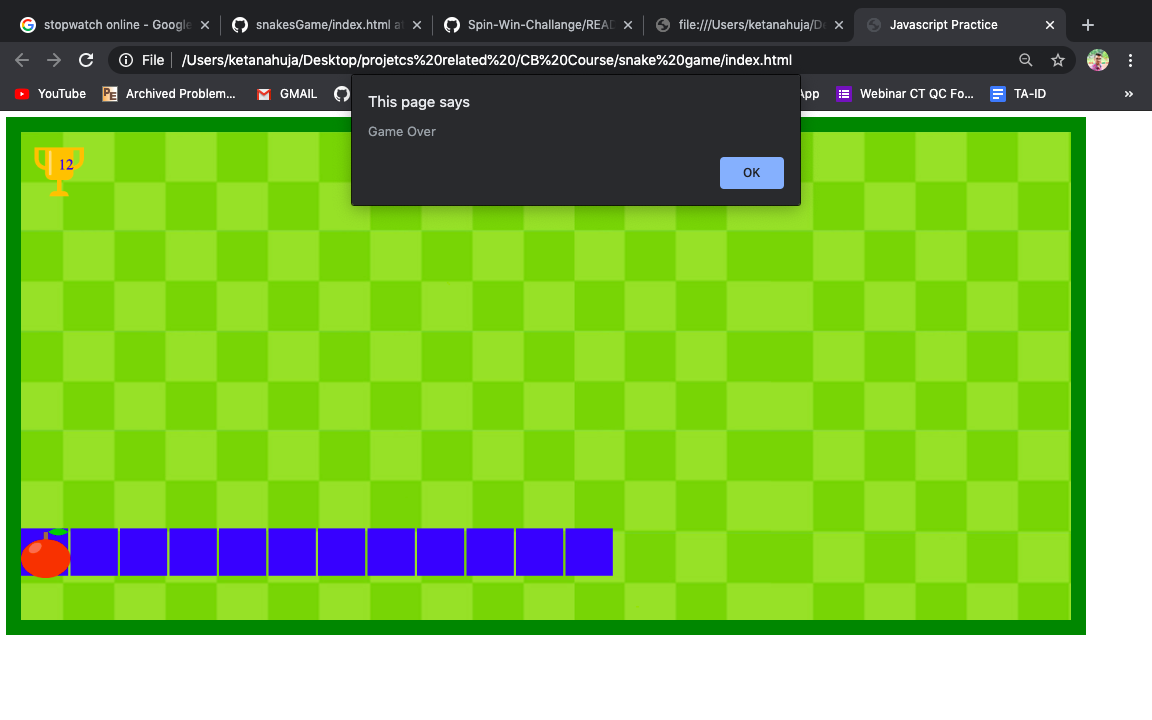 stopwatch online - Google
snakesGame/index.html at
Spin-Win-Challange/READ
file:///Users/ketanahuja/De
Javascript Practice
File
/Users/ketanahuja/Desktop/projetcs%20related%20/CB%20Course/snake%20game/index.html
YouTube
PE
Archived Problem...
GMAIL
App
Webinar CT QC Fo...
TA-ID
»
This page says
Game Over
OK
12